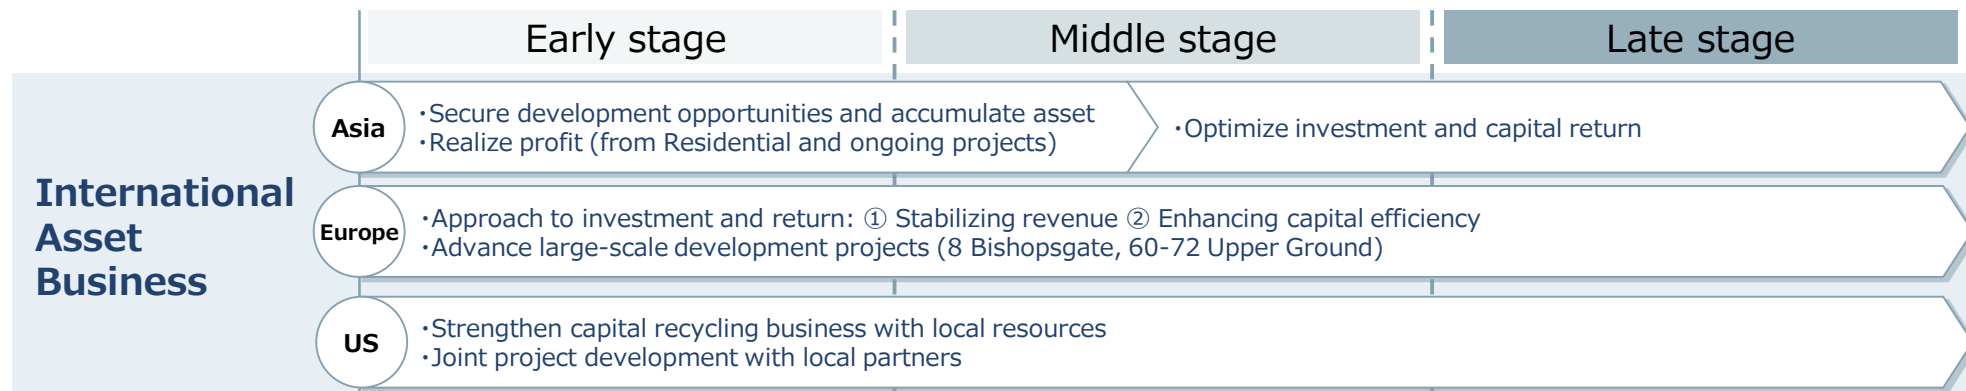 Early stage
Middle stage
Late stage
International
Asset
Business
Asia
・Secure development opportunities and accumulate asset
・Realize profit (from Residential and ongoing projects)
・Optimize investment and capital return
Europe
・Approach to investment and return: ① Stabilizing revenue ② Enhancing capital efficiency
・Advance large-scale development projects (8 Bishopsgate, 60-72 Upper Ground)
US
・Strengthen capital recycling business with local resources
・Joint project development with local partners